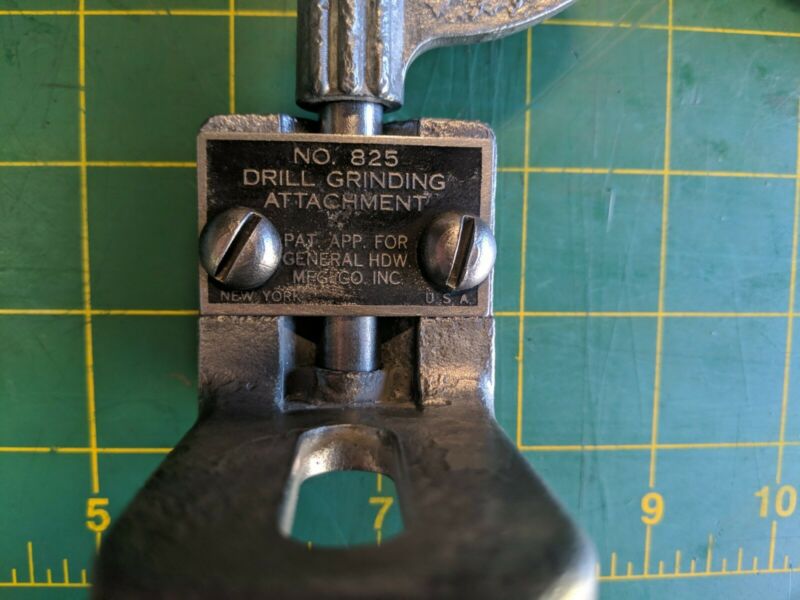 NO. 825
DRILL GRINDING
ATTACHMENT
PAT. APP. FOR
GENERAL HDW.
MFG. CO. INC.
NEW YORK U.S.A.
5 7 9 10